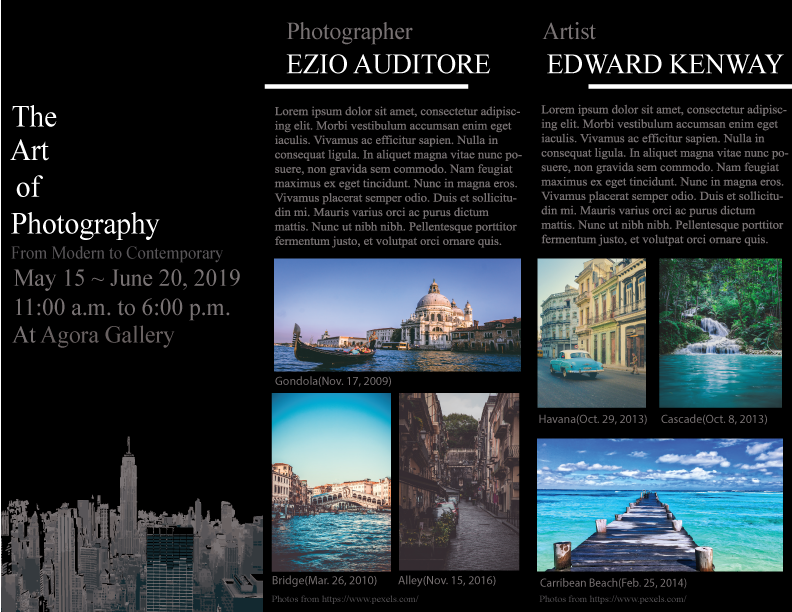 The
Art
of
Photography
From Modern to Contemporary
May 15 ~ June 20, 2019
11:00 a.m. to 6:00 p.m.
At Agora Gallery
Photographer
EZIO AUDITORE
Lorem ipsum dolor sit amet, consectetur adipisc-
ing elit. Morbi vestibulum accumsan enim eget
iaculis. Vivamus ac efficitur sapien. Nulla in
consequat ligula. In aliquet magna vitae nunc po-
suere, non gravida sem commodo. Nam feugiat
maximus ex eget tincidunt. Nunc in magna eros.
Vivamus placerat semper odio. Duis et sollicitu-
din mi. Mauris varius orci ac purus dictum
mattis. Nunc ut nibh nibh. Pellentesque porttitor
fermentum justo, et volutpat orci ornare quis.
Gondola(Nov. 17, 2009)
Bridge(Mar. 26, 2010)
Alley(Nov. 15, 2016)
Photos from https://www.pexels.com/
Artist
EDWARD KENWAY
Lorem ipsum dolor sit amet, consectetur adipisc-
ing elit. Morbi vestibulum accumsan enim eget
iaculis. Vivamus ac efficitur sapien. Nulla in
consequat ligula. In aliquet magna vitae nunc po-
suere, non gravida sem commodo. Nam feugiat
maximus ex eget tincidunt. Nunc in magna eros.
Vivamus placerat semper odio. Duis et sollicitu-
din mi. Mauris varius orci ac purus dictum
mattis. Nunc ut nibh nibh. Pellentesque porttitor
fermentum justo, et volutpat orci ornare quis.
Havana(Oct. 29, 2013)
Cascade(Oct. 8, 2013)
Carribean Beach(Feb. 25, 2014)
Photos from https://www.pexels.com/